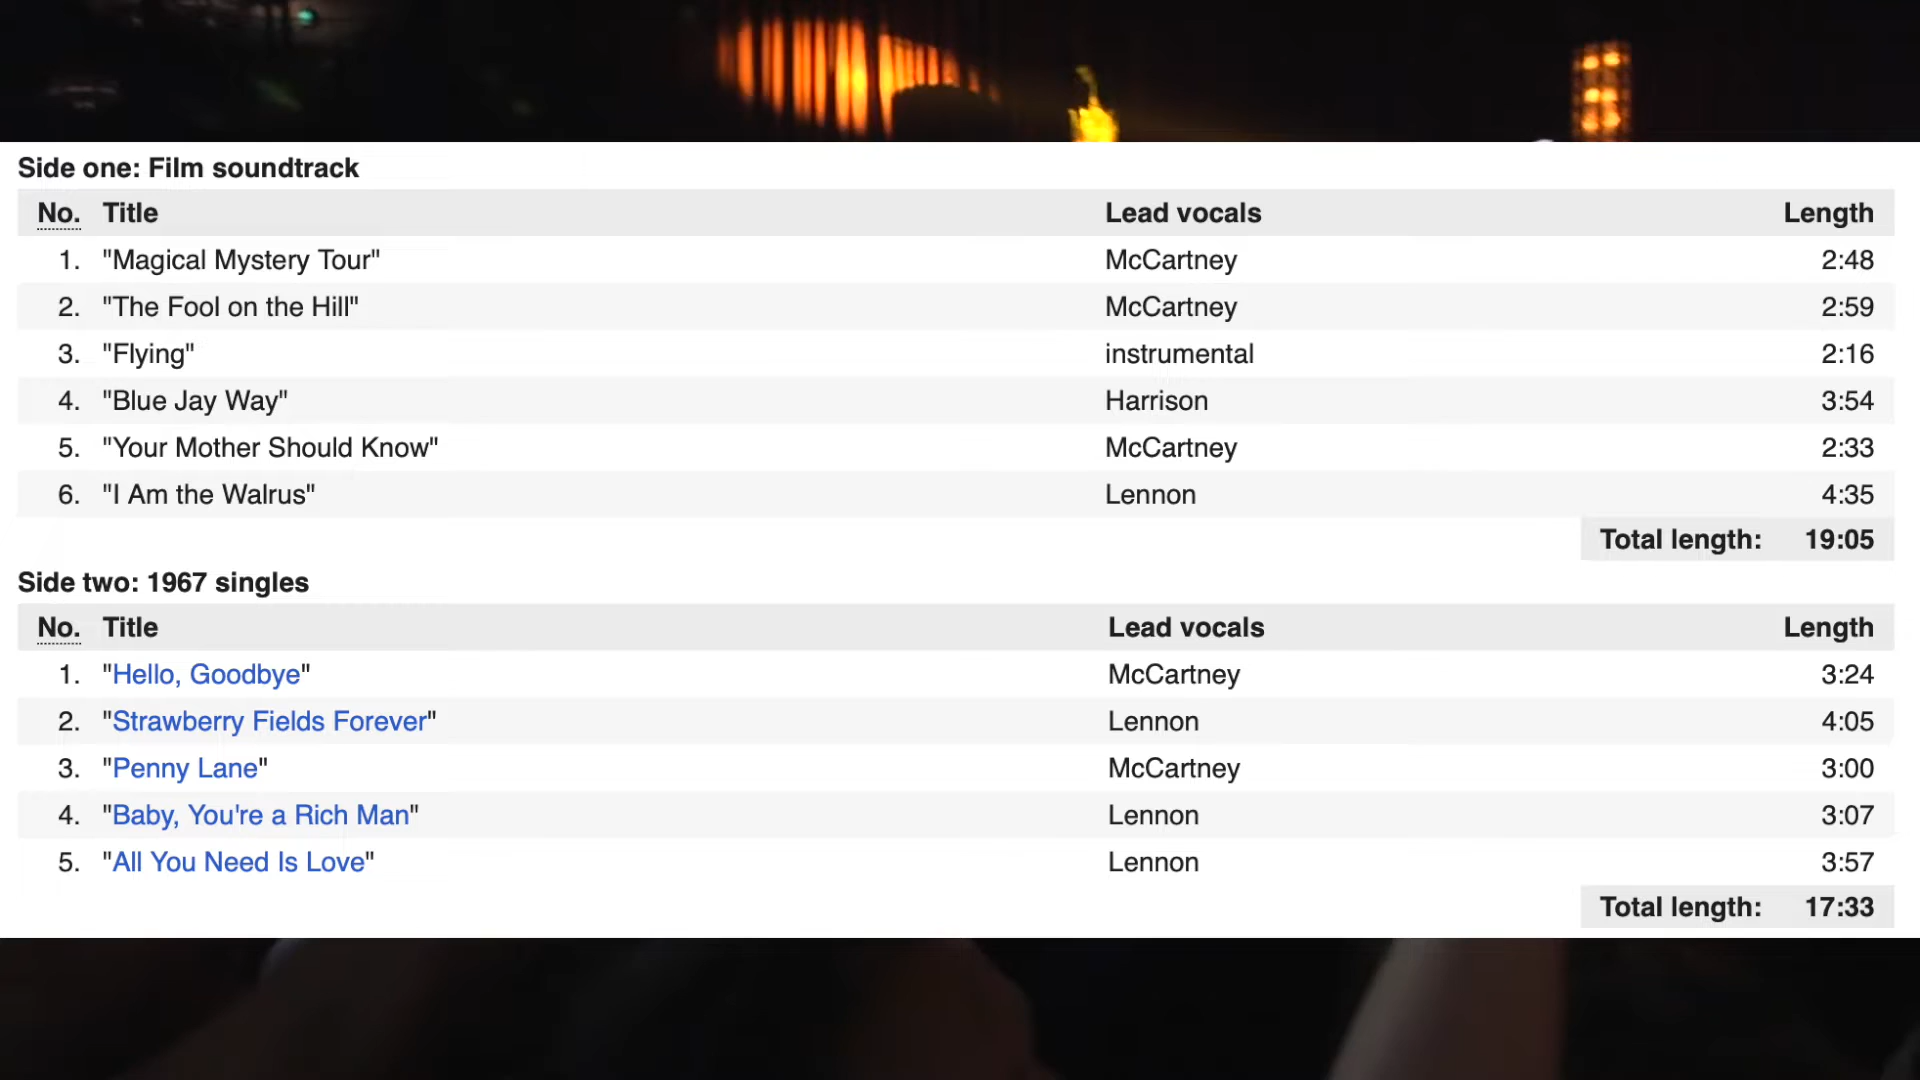 Side one: Film soundtrack
No. Title Lead vocals Length
1. "Magical Mystery Tour" McCartney 2:48
2. "The Fool on the Hill" McCartney 2:59
3. "Flying" instrumental 2:16
4. "Blue Jay Way" Harrison 3:54
5. "Your Mother Should Know" McCartney 2:33
6. "I Am the Walrus" Lennon 4:35
Total length: 19:05
Side two: 1967 singles
No. Title Lead vocals Length
1. "Hello, Goodbye" McCartney 3:24
2. "Strawberry Fields Forever" Lennon 4:05
3. "Penny Lane" McCartney 3:00
4. "Baby, You're a Rich Man" Lennon 3:07
5. "All You Need Is Love" Lennon 3:57
Total length: 17:33